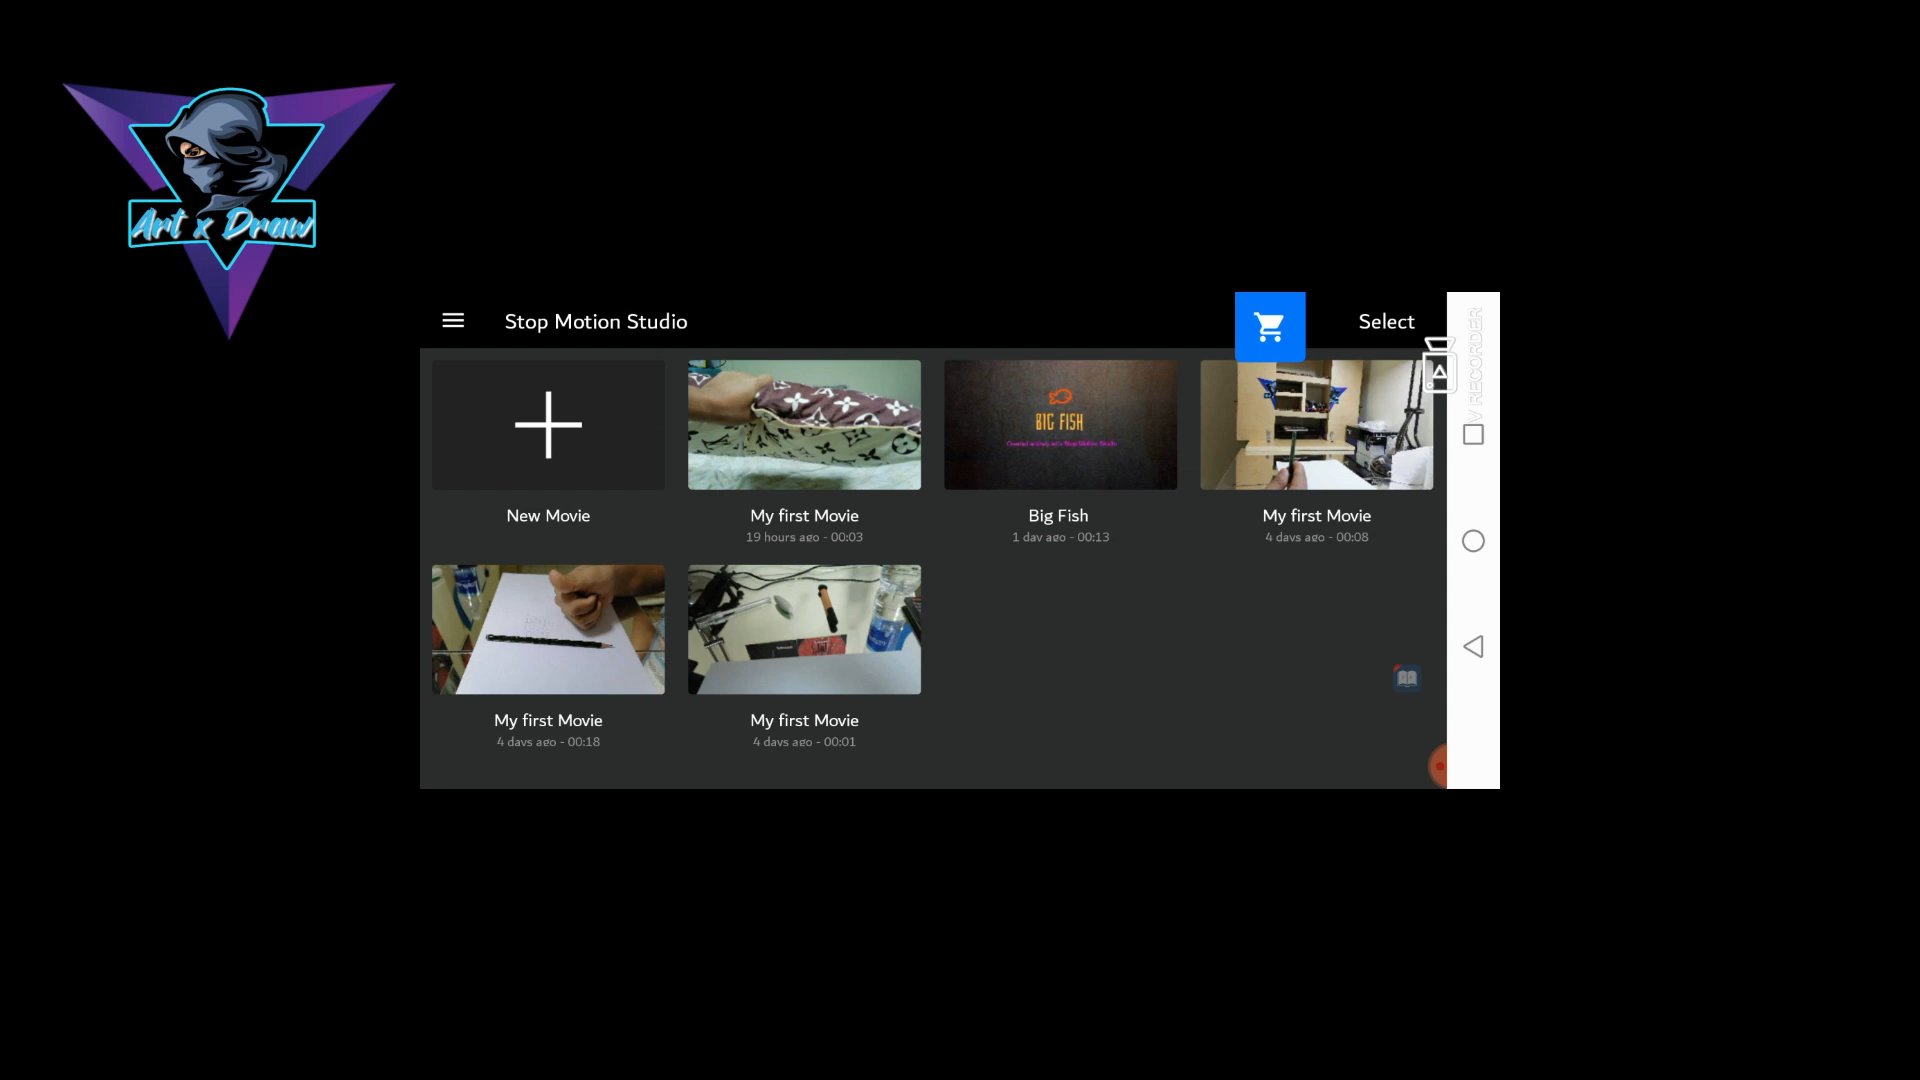 Art x Draw
Stop Motion Studio
Select
V RECORDER
BIG FISH
New Movie
My first Movie
19 hours ago - 00:03
Big Fish
1 day ago - 00:13
My first Movie
4 days ago - 00:08
My first Movie
4 days ago - 00:18
My first Movie
4 days ago - 00:01